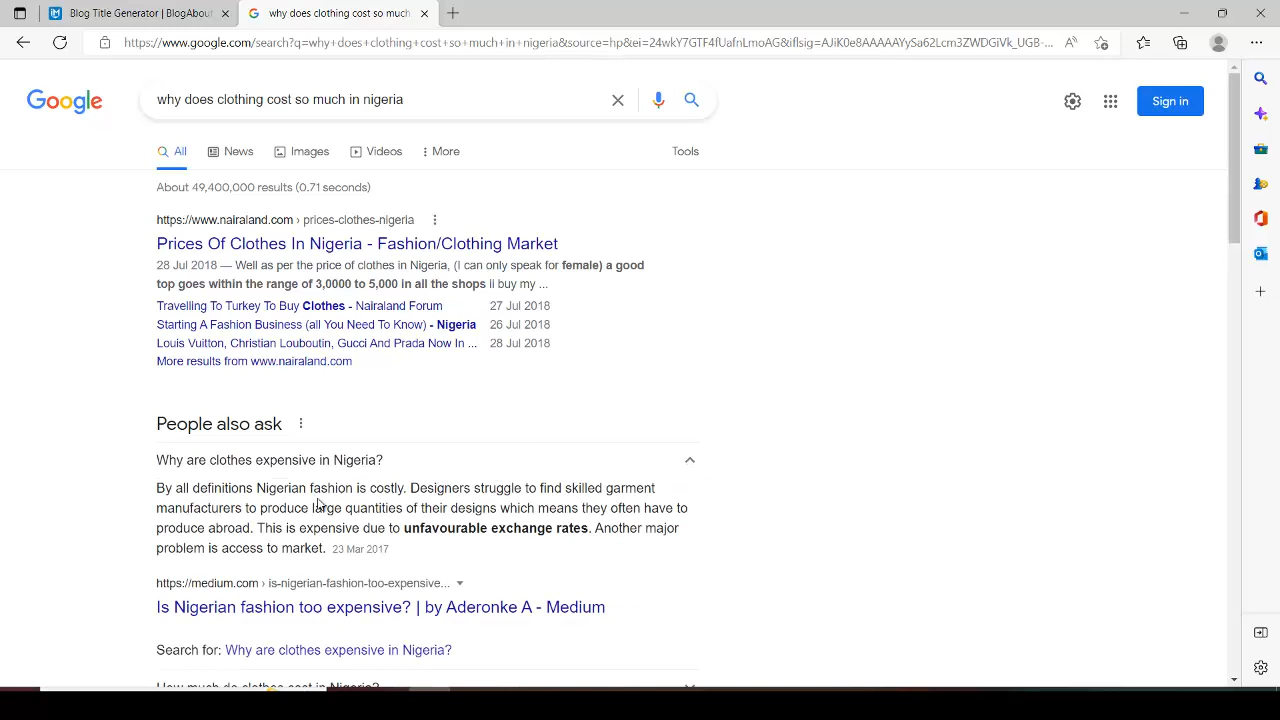 Blog Title Generator | BlogAbout
why does clothing cost so much
https://www.google.com/search?q=why+does+clothing+cost+so+much+in+nigeria&source=hp&ei=24wkY7GTF4fUafnLmoAG&iflsig=AJiK0e8AAAAAYySa62Lcm3ZWDGiVk_UGB-...
Google
why does clothing cost so much in nigeria
Sign in
All
News
Images
Videos
More
Tools
About 49,400,000 results (0.71 seconds)
https://www.nairaland.com › prices-clothes-nigeria
Prices Of Clothes In Nigeria - Fashion/Clothing Market
28 Jul 2018 — Well as per the price of clothes in Nigeria, (I can only speak for female) a good
top goes within the range of 3,0000 to 5,000 in all the shops ii buy my ...
Travelling To Turkey To Buy Clothes - Nairaland Forum 27 Jul 2018
Starting A Fashion Business (all You Need To Know) - Nigeria 26 Jul 2018
Louis Vuitton, Christian Louboutin, Gucci And Prada Now In ... 28 Jul 2018
More results from www.nairaland.com
People also ask
Why are clothes expensive in Nigeria?
By all definitions Nigerian fashion is costly. Designers struggle to find skilled garment
manufacturers to produce large quantities of their designs which means they often have to
produce abroad. This is expensive due to unfavourable exchange rates. Another major
problem is access to market. 23 Mar 2017
https://medium.com › is-nigerian-fashion-too-expensive...
Is Nigerian fashion too expensive? | by Aderonke A - Medium
Search for: Why are clothes expensive in Nigeria?
How much do clothes cost in Nigeria?